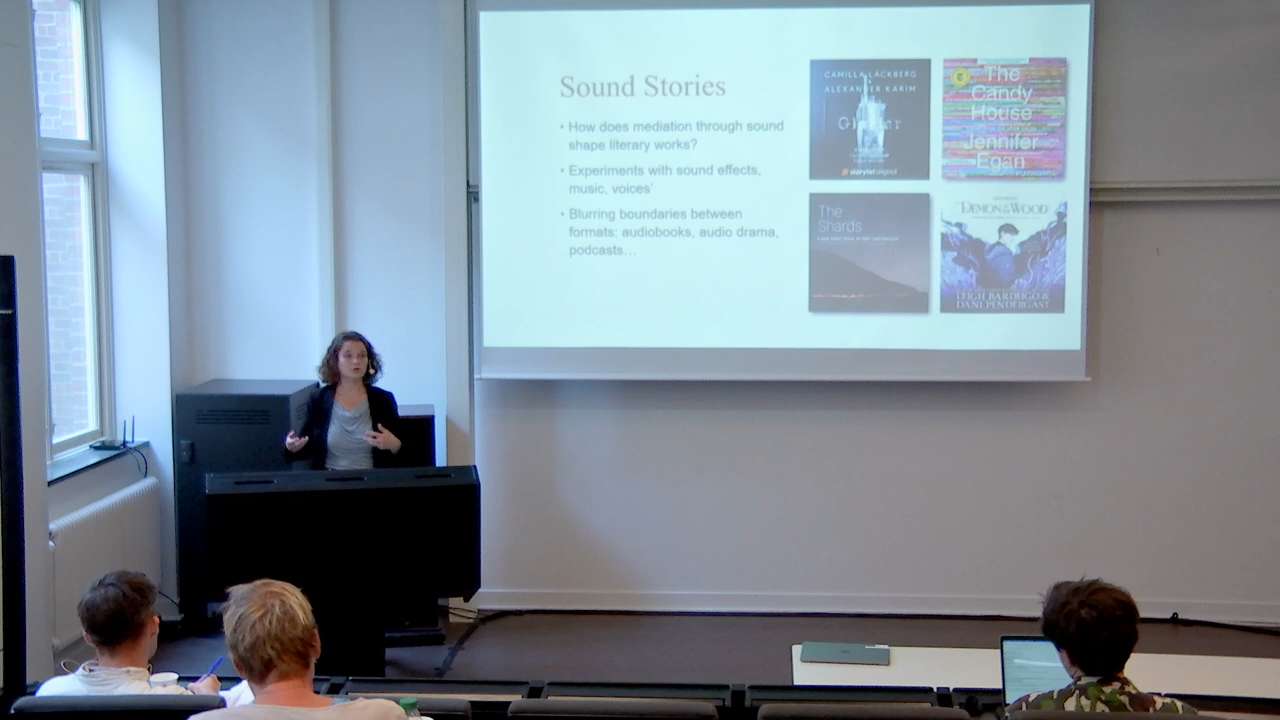 Sound Stories
• How does mediation through sound
shape literary works?
• Experiments with sound effects,
music, voices'
• Blurring boundaries between
formats: audiobooks, audio drama,
podcasts…
CAMILLA LÄCKBERG
ALEXANDER KARIM
storytel original
The
Candy
House
Jennifer
Egan
The
Shards
DEMON IN THE WOOD
LEIGH BARDUGO &
DANI PENDERGAST